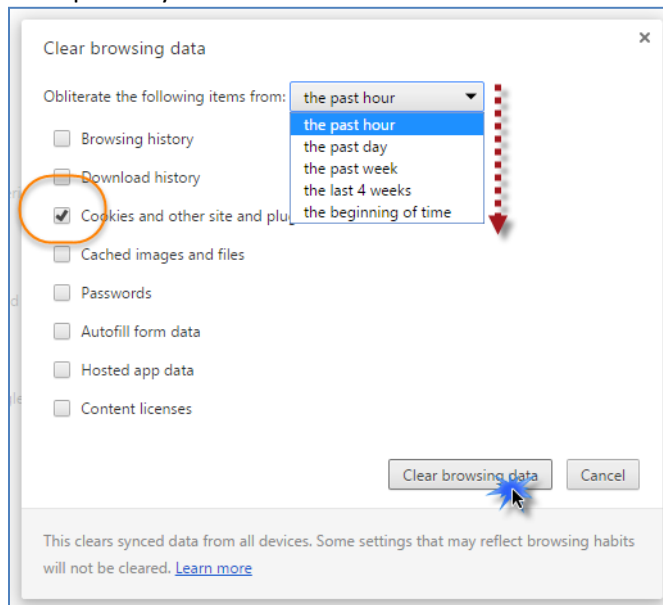 Clear browsing data
×
Obliterate the following items from: the past hour
the past hour
Browsing history
the past day
the past week
Download history
the last 4 weeks
Cookies and other site and plu
the beginning of time
Cached images and files
Passwords
Autofill form data
Hosted app data
Content licenses
Clear browsing data Cancel
This clears synced data from all devices. Some settings that may reflect browsing habits
will not be cleared. Learn more